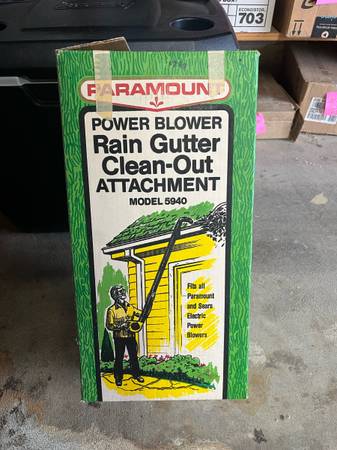 ECONOSTOR
703
PARAMOUNT
POWER BLOWER
Rain Gutter
Clean-Out
ATTACHMENT
MODEL 5940
Fits all
Paramount
and Sears
Electric
Power
Blowers